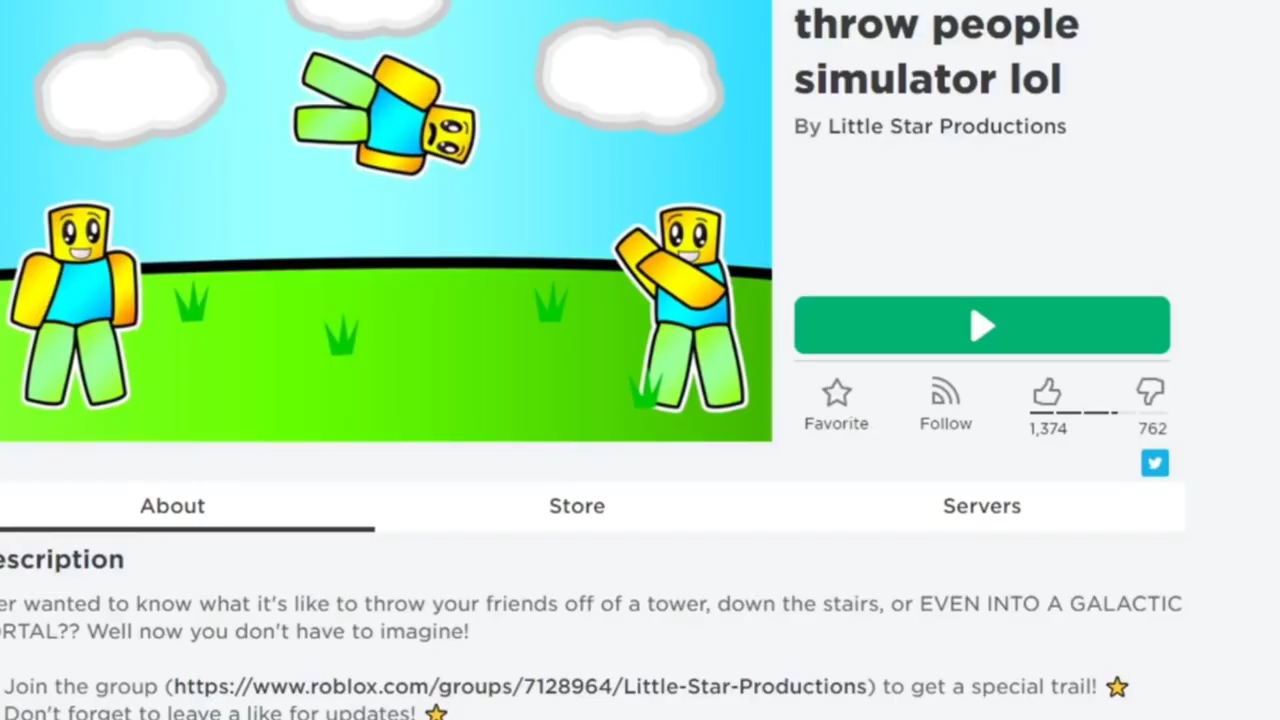 throw people
simulator lol
By Little Star Productions
Favorite
Follow
1,374
762
About
Store
Servers
escription
er wanted to know what it's like to throw your friends off of a tower, down the stairs, or EVEN INTO A GALACTIC
ORTAL?? Well now you don't have to imagine!
Join the group (https://www.roblox.com/groups/7128964/Little-Star-Productions) to get a special trail! ⭐
Don't forget to leave a like for updates! ⭐